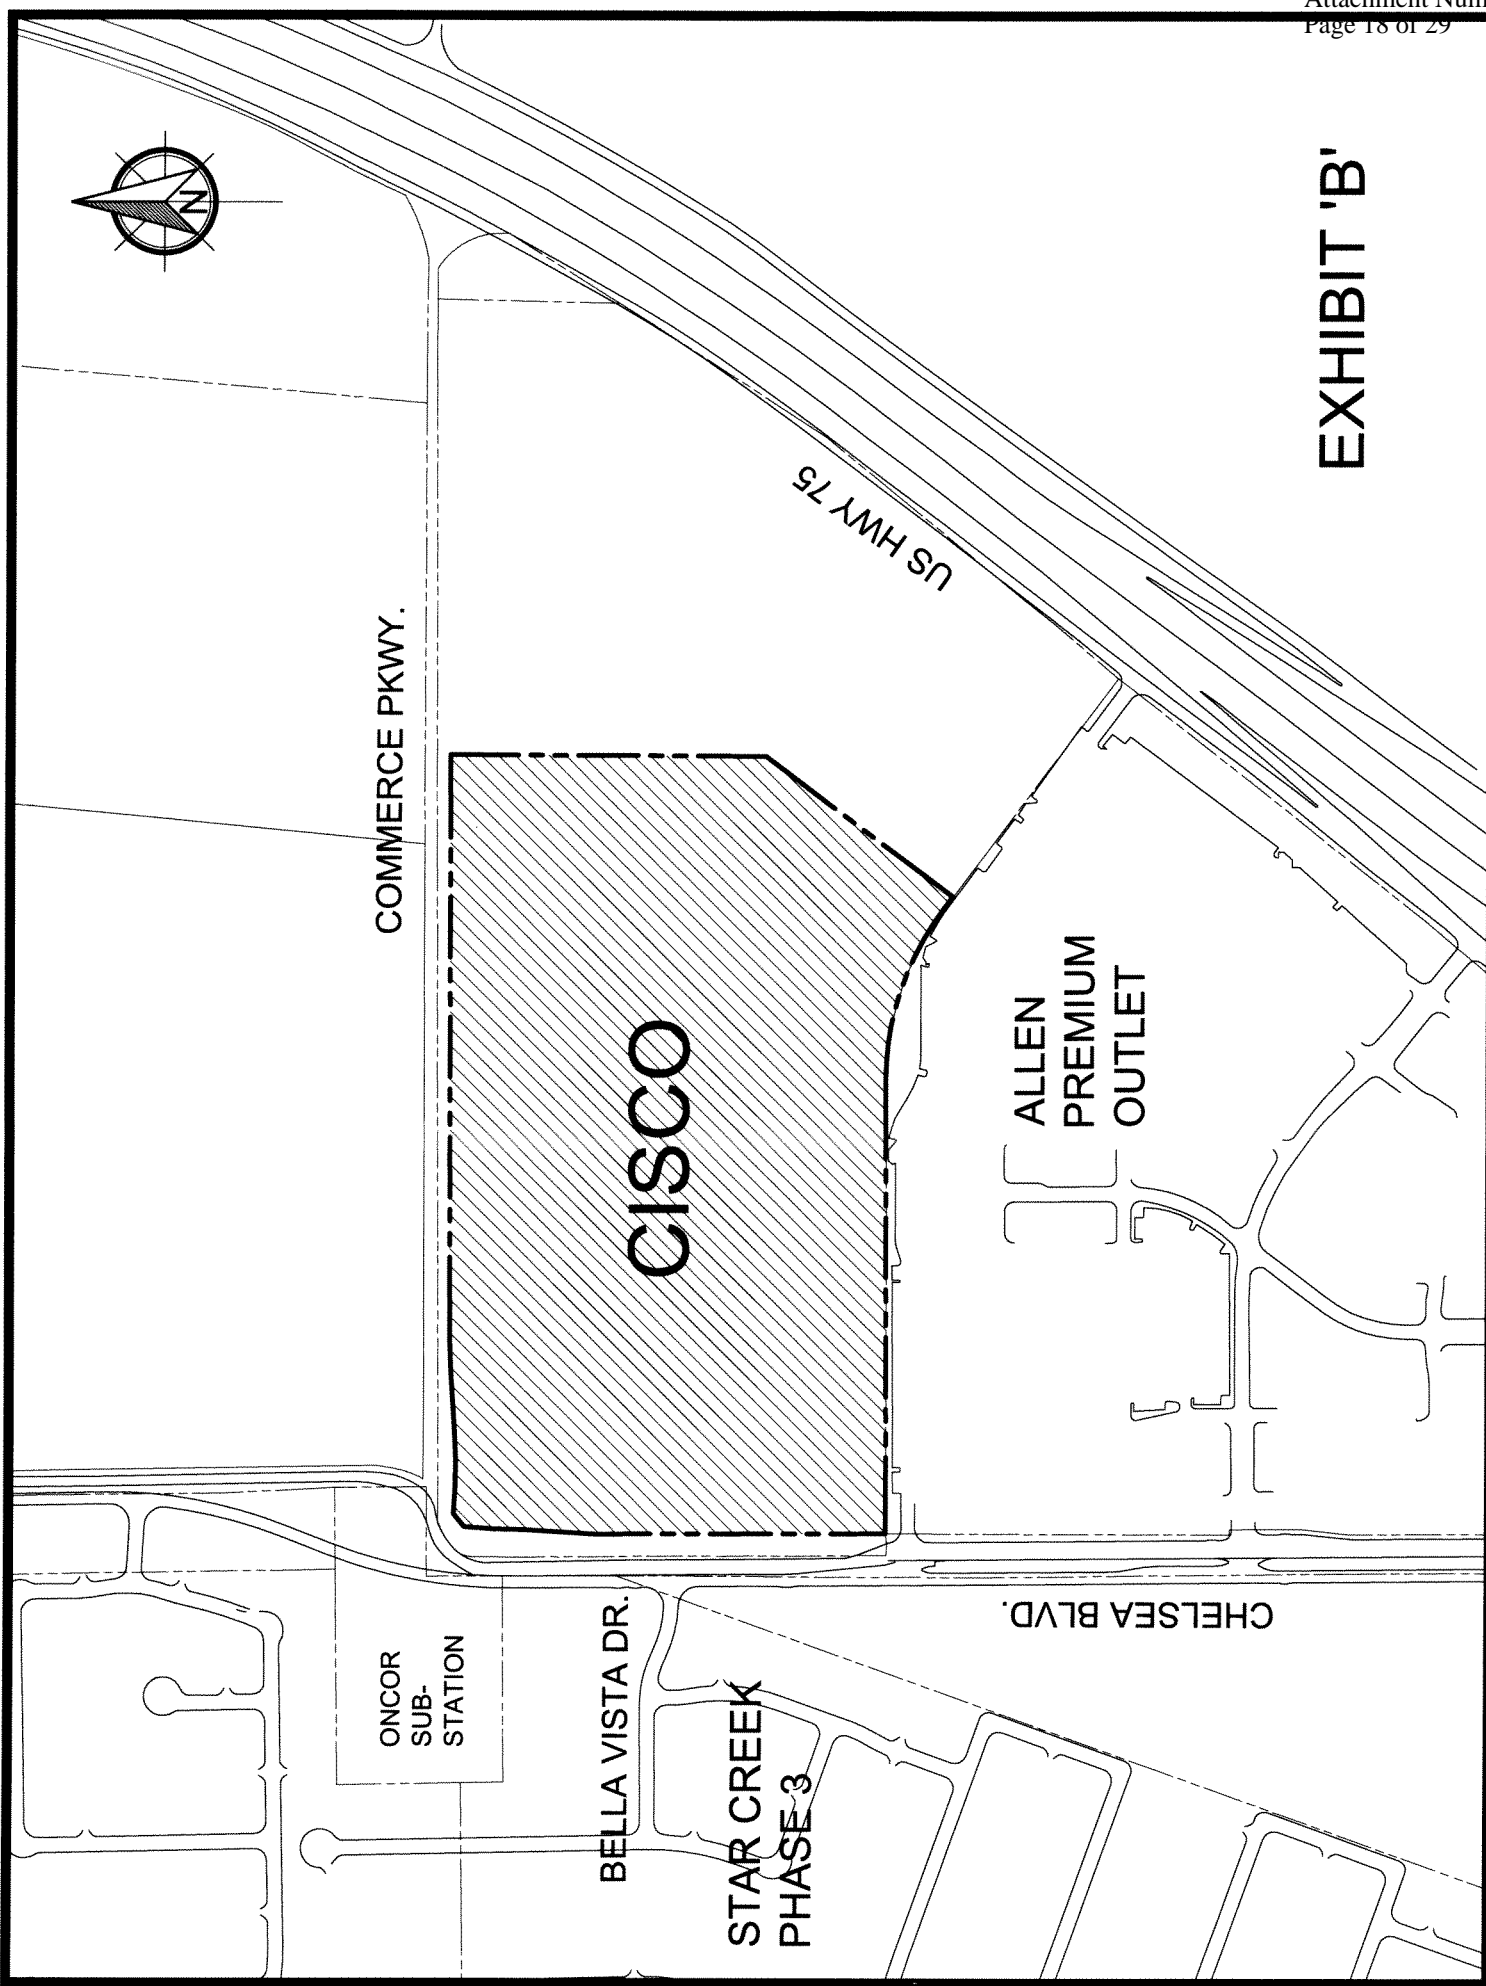 Page 18 of 29
N
COMMERCE PKWY.
US HWY 75
CISCO
ALLEN
PREMIUM
OUTLET
CHELSEA BLVD.
ONCOR
SUB-
STATION
BELLA VISTA DR.
STAR CREEK
PHASE 3
EXHIBIT 'B'